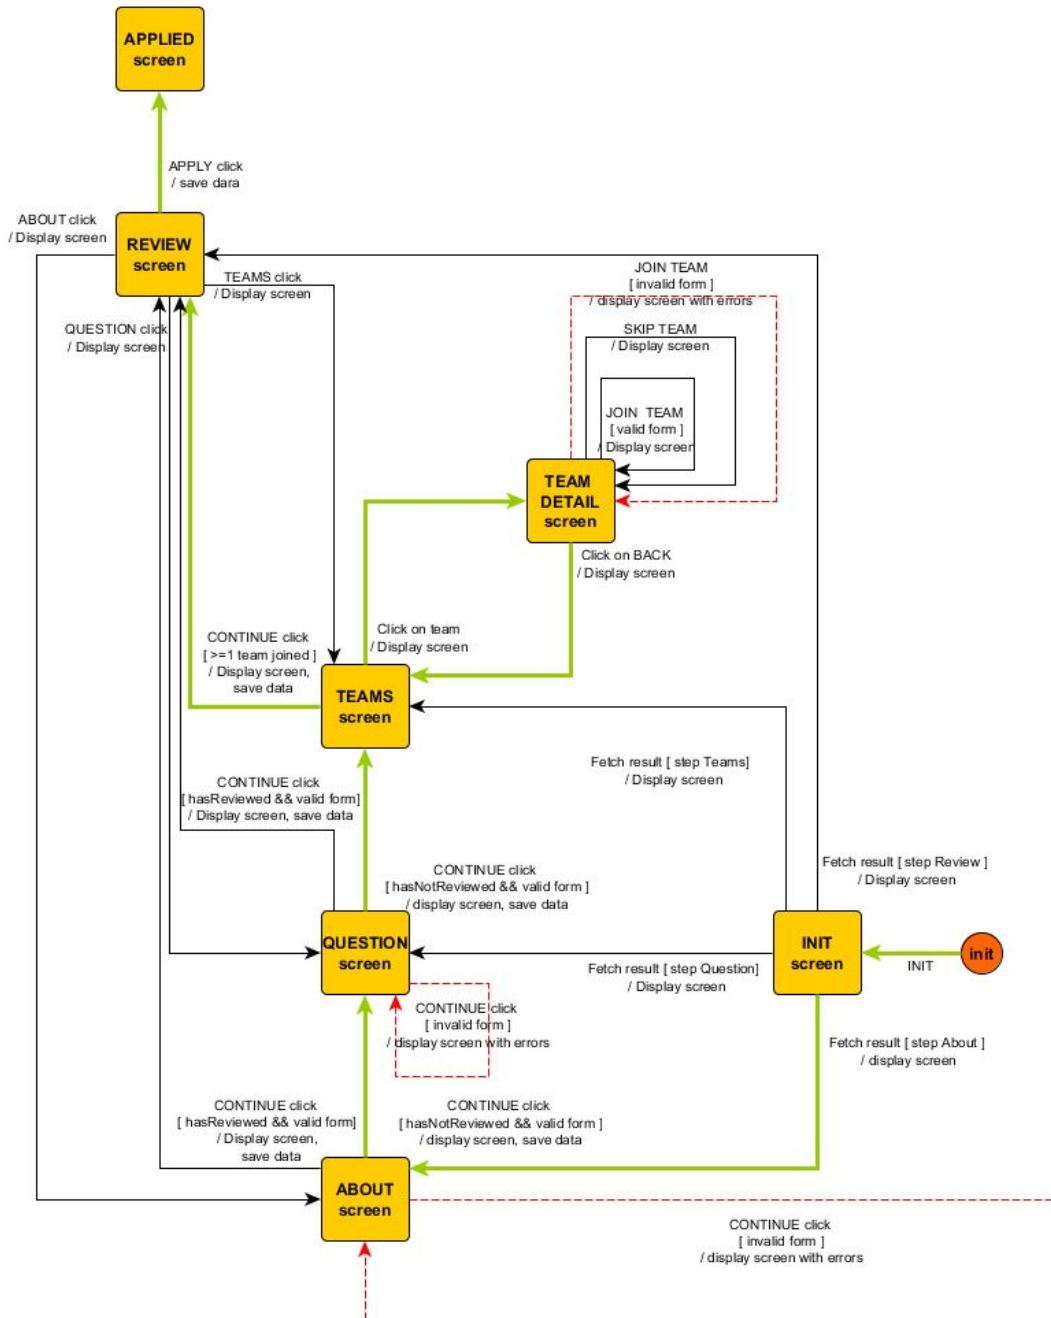 APPLIED
screen
APPLY click
/ save dara
ABOUT click
/ Display screen
REVIEW
screen
TEAMS click
/ Display screen
JOIN TEAM
[ invalid form ]
/ display screen with errors
QUESTION click
/ Display screen
SKIP TEAM
/ Display screen
JOIN TEAM
[ valid form ]
/ Display screen
TEAM
DETAIL
screen
Click on BACK
/ Display screen
Click on team
/ Display screen
CONTINUE click
[ >=1 team joined ]
/ Display screen,
save data
TEAMS
screen
Fetch result [ step Teams]
/ Display screen
CONTINUE click
[ hasReviewed && valid form]
/ Display screen, save data
CONTINUE click
[ hasNotReviewed && valid form ]
/ display screen, save data
Fetch result [ step Review ]
/ Display screen
QUESTION
screen
INIT
screen
init
INIT
Fetch result [ step Question]
/ Display screen
CONTINUE click
[ invalid form ]
/ display screen with errors
Fetch result [ step About ]
/ display screen
CONTINUE click
[ hasReviewed && valid form]
/ Display screen,
save data
CONTINUE click
[ hasNotReviewed && valid form ]
/ display screen, save data
ABOUT
screen
CONTINUE click
[ invalid form ]
/ display screen with errors